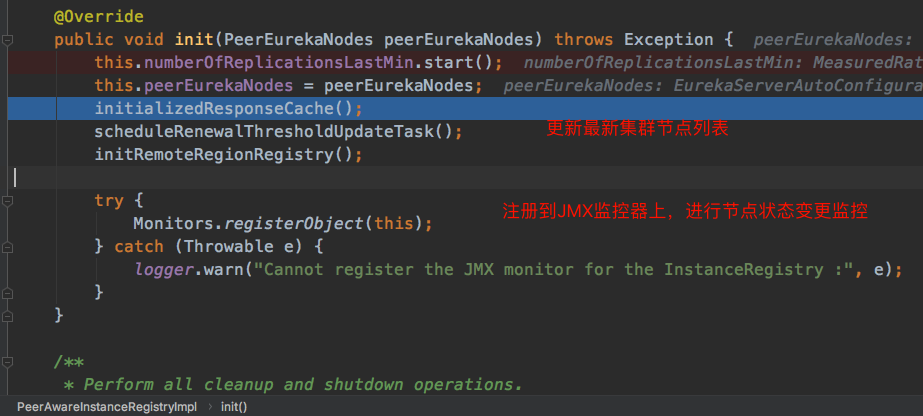 @Override
public void init(PeerEurekaNodes peerEurekaNodes) throws Exception { peerEurekaNodes:
this.numberOfReplicationsLastMin.start(); numberOfReplicationsLastMin: MeasuredRat
this.peerEurekaNodes = peerEurekaNodes; peerEurekaNodes: EurekaServerAutoConfigura
initializedResponseCache();
scheduleRenewalThresholdUpdateTask(); 更新最新集群节点列表
initRemoteRegionRegistry();
try {
Monitors.registerObject(this); 注册到JMX监控器上，进行节点状态变更监控
} catch (Throwable e) {
logger.warn("Cannot register the JMX monitor for the InstanceRegistry :", e);
}
}
/**
* Perform all cleanup and shutdown operations.
PeerAwareInstanceRegistryImpl › init()